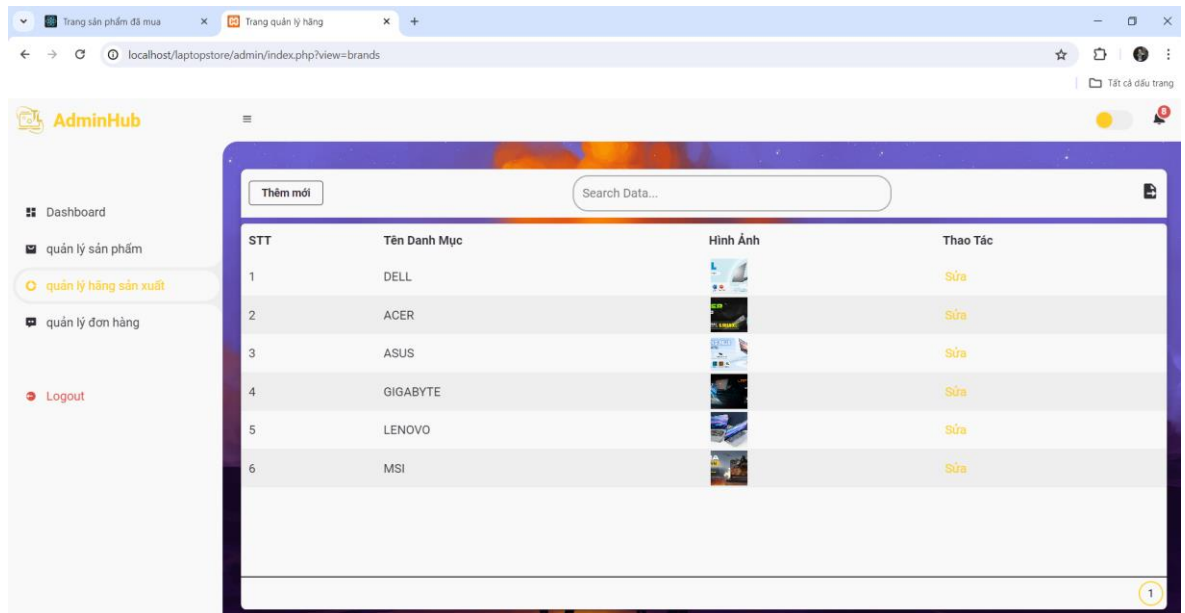 Trang sản phẩm đã mua
Trang quản lý hãng
localhost/laptopstore/admin/index.php?view=brands
Tất cả dấu trang
AdminHub
8
Thêm mới
Search Data...
Dashboard
quản lý sản phẩm
quản lý hãng sản xuất
quản lý đơn hàng
Logout
STT Tên Danh Mục Hình Ảnh Thao Tác
1 DELL Sửa
2 ACER Sửa
3 ASUS Sửa
4 GIGABYTE Sửa
5 LENOVO Sửa
6 MSI Sửa
1